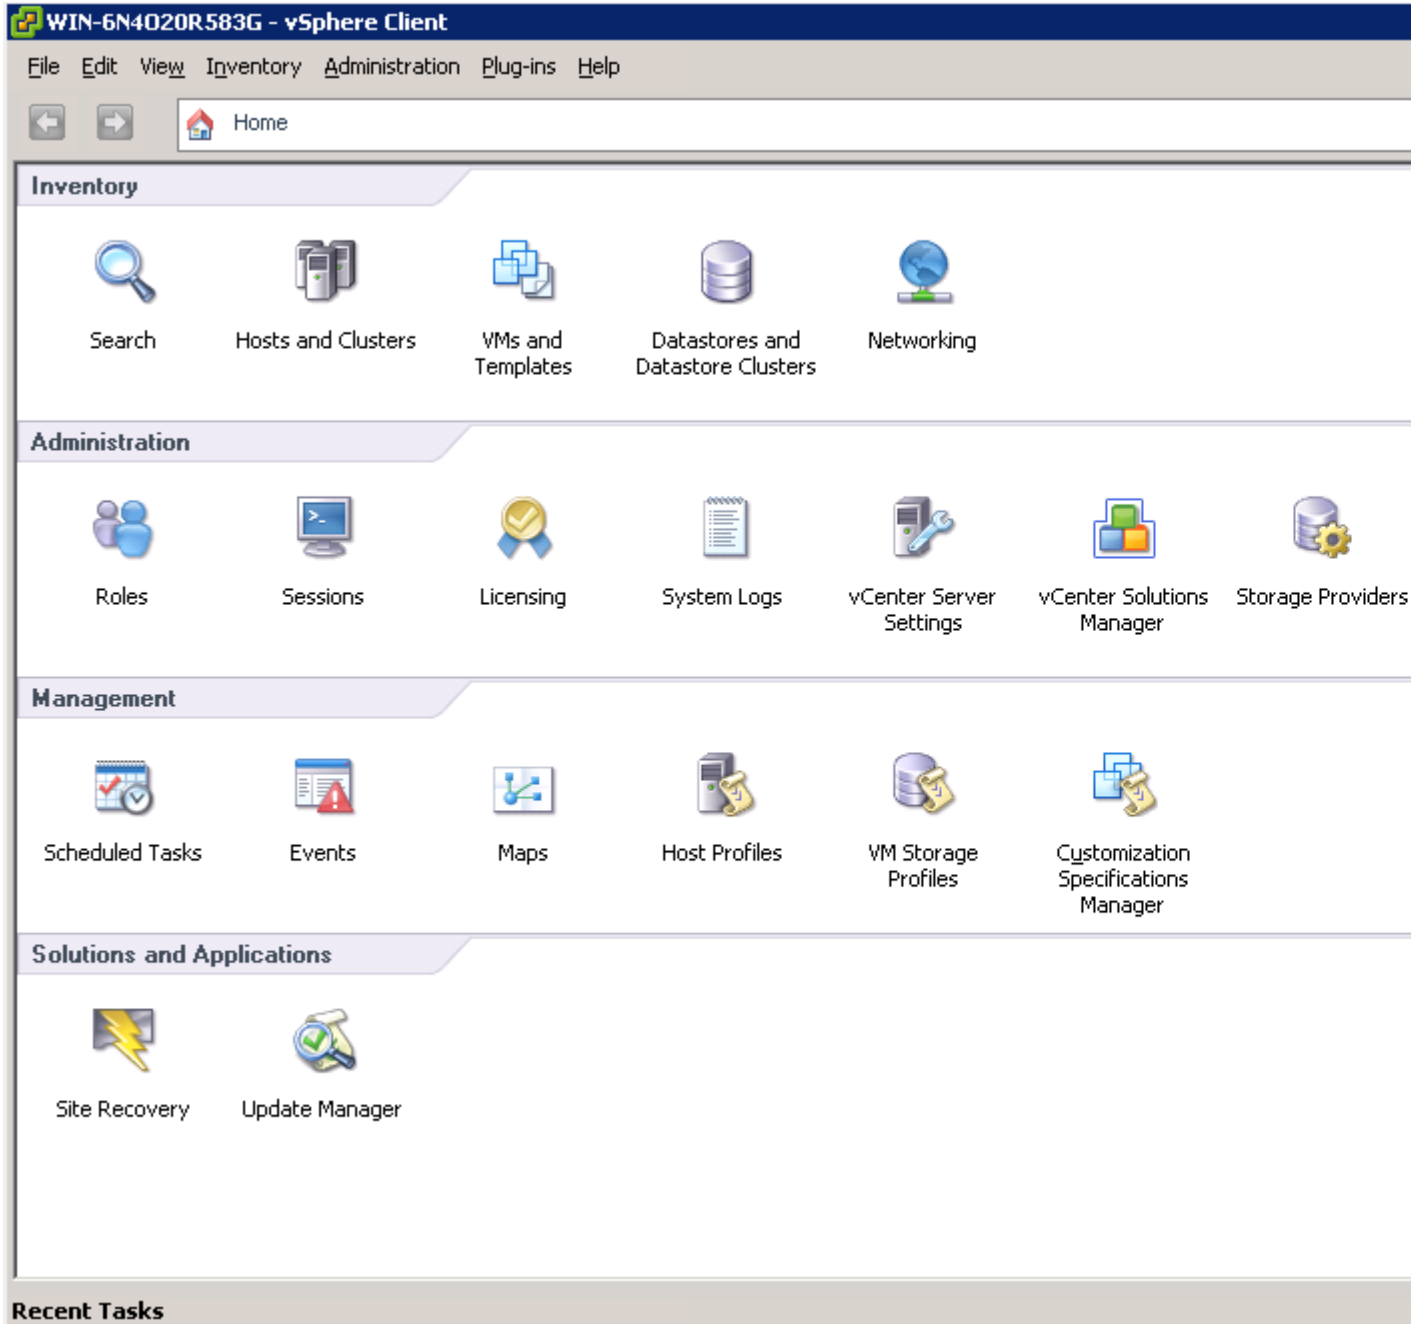 WIN-6N4O20R583G - vSphere Client
File Edit View Inventory Administration Plug-ins Help
Home
Inventory
Search
Hosts and Clusters
VMs and
Templates
Datastores and
Datastore Clusters
Networking
Administration
Roles
Sessions
Licensing
System Logs
vCenter Server
Settings
vCenter Solutions
Manager
Storage Providers
Management
Scheduled Tasks
Events
Maps
Host Profiles
VM Storage
Profiles
Customization
Specifications
Manager
Solutions and Applications
Site Recovery
Update Manager
Recent Tasks